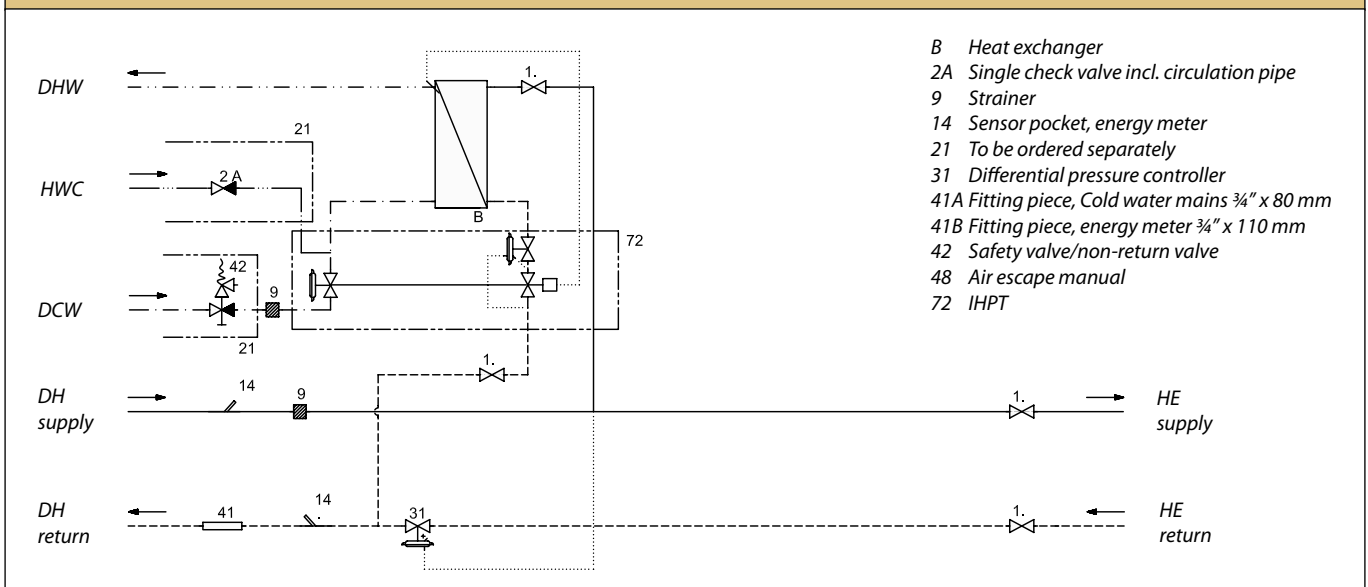 DHW
1.
21
HWC
2 A
B
72
42
9
DCW
21
1.
14
9
DH
supply
1.
HE
supply
DH
return
41
14
31
1.
HE
return
B Heat exchanger
2A Single check valve incl. circulation pipe
9 Strainer
14 Sensor pocket, energy meter
21 To be ordered separately
31 Differential pressure controller
41A Fitting piece, Cold water mains ¾” x 80 mm
41B Fitting piece, energy meter ¾” x 110 mm
42 Safety valve/non-return valve
48 Air escape manual
72 IHPT